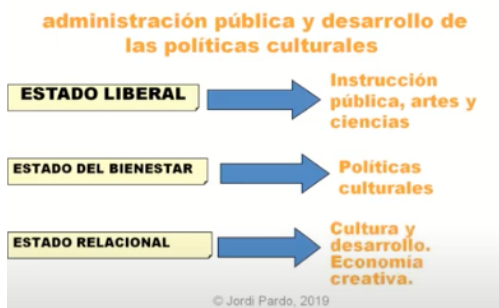 administración pública y desarrollo de
las políticas culturales
ESTADO LIBERAL
Instrucción
pública, artes y
ciencias
ESTADO DEL BIENESTAR
Políticas
culturales
ESTADO RELACIONAL
Cultura y
desarrollo.
Economía
creativa.
© Jordi Pardo, 2019